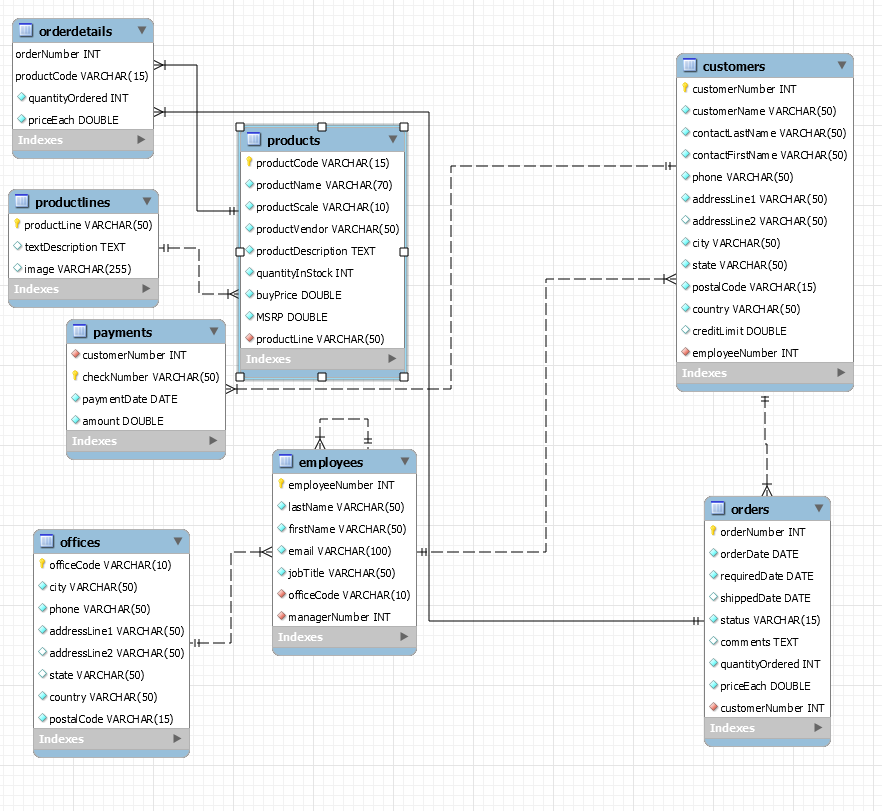 orderdetails
orderNumber INT
productCode VARCHAR(15)
quantityOrdered INT
priceEach DOUBLE
Indexes
productlines
productLine VARCHAR(50)
textDescription TEXT
image VARCHAR(255)
Indexes
products
productCode VARCHAR(15)
productName VARCHAR(70)
productScale VARCHAR(10)
productVendor VARCHAR(50)
productDescription TEXT
quantityInStock INT
buyPrice DOUBLE
MSRP DOUBLE
productLine VARCHAR(50)
Indexes
payments
customerNumber INT
checkNumber VARCHAR(50)
paymentDate DATE
amount DOUBLE
Indexes
customers
customerNumber INT
customerName VARCHAR(50)
contactLastName VARCHAR(50)
contactFirstName VARCHAR(50)
phone VARCHAR(50)
addressLine1 VARCHAR(50)
addressLine2 VARCHAR(50)
city VARCHAR(50)
state VARCHAR(50)
postalCode VARCHAR(15)
country VARCHAR(50)
creditLimit DOUBLE
employeeNumber INT
Indexes
employees
employeeNumber INT
lastName VARCHAR(50)
firstName VARCHAR(50)
email VARCHAR(100)
jobTitle VARCHAR(50)
officeCode VARCHAR(10)
managerNumber INT
Indexes
offices
officeCode VARCHAR(10)
city VARCHAR(50)
phone VARCHAR(50)
addressLine1 VARCHAR(50)
addressLine2 VARCHAR(50)
state VARCHAR(50)
country VARCHAR(50)
postalCode VARCHAR(15)
Indexes
orders
orderNumber INT
orderDate DATE
requiredDate DATE
shippedDate DATE
status VARCHAR(15)
comments TEXT
quantityOrdered INT
priceEach DOUBLE
customerNumber INT
Indexes